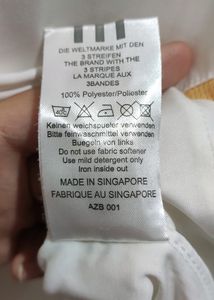 DIE WELTMARKE MIT DEN
3 STREIFEN
THE BRAND WITH THE
3 STRIPES
LA MARQUE AUX
3BANDES
100% Polyester/Poliester
Keinen weichspueler verwenden
Bitte feinwaschmittel verwenden
Buegeln von links
Do not use fabric softener
Use mild detergent only
Iron inside out
MADE IN SINGAPORE
FABRIQUE AU SINGAPORE
AZB 001